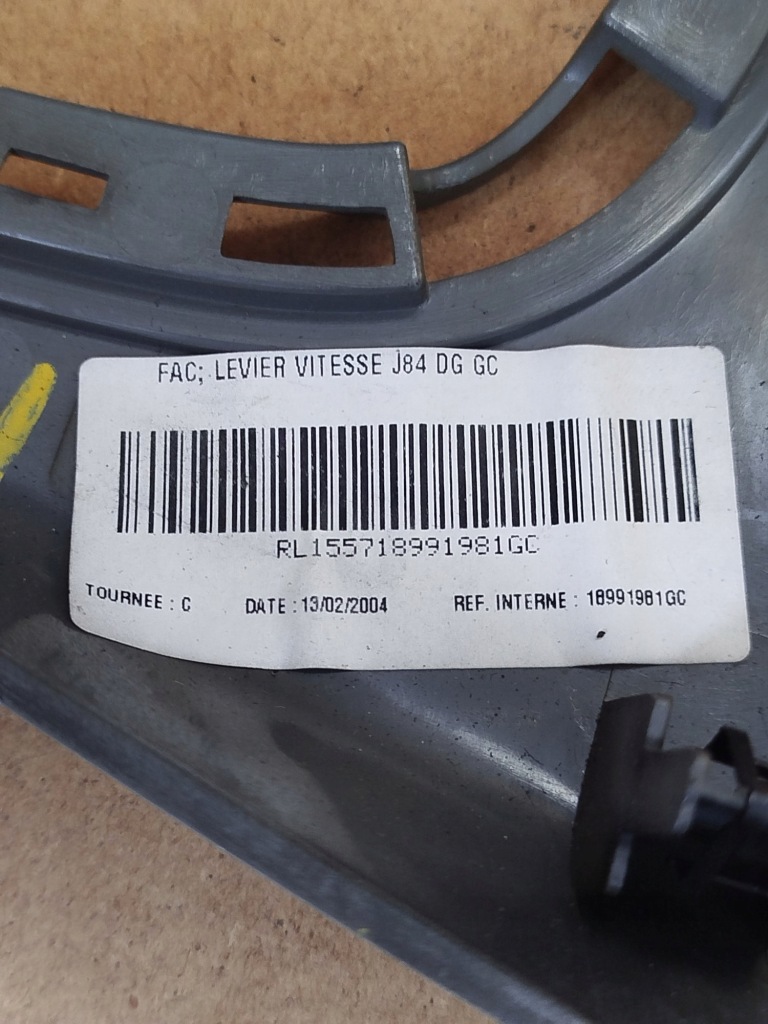 FAC; LEVIER VITESSE J84 DG GC
RL155718991981GC
TOURNEE : C DATE : 13/02/2004 REF. INTERNE : 18991981GC